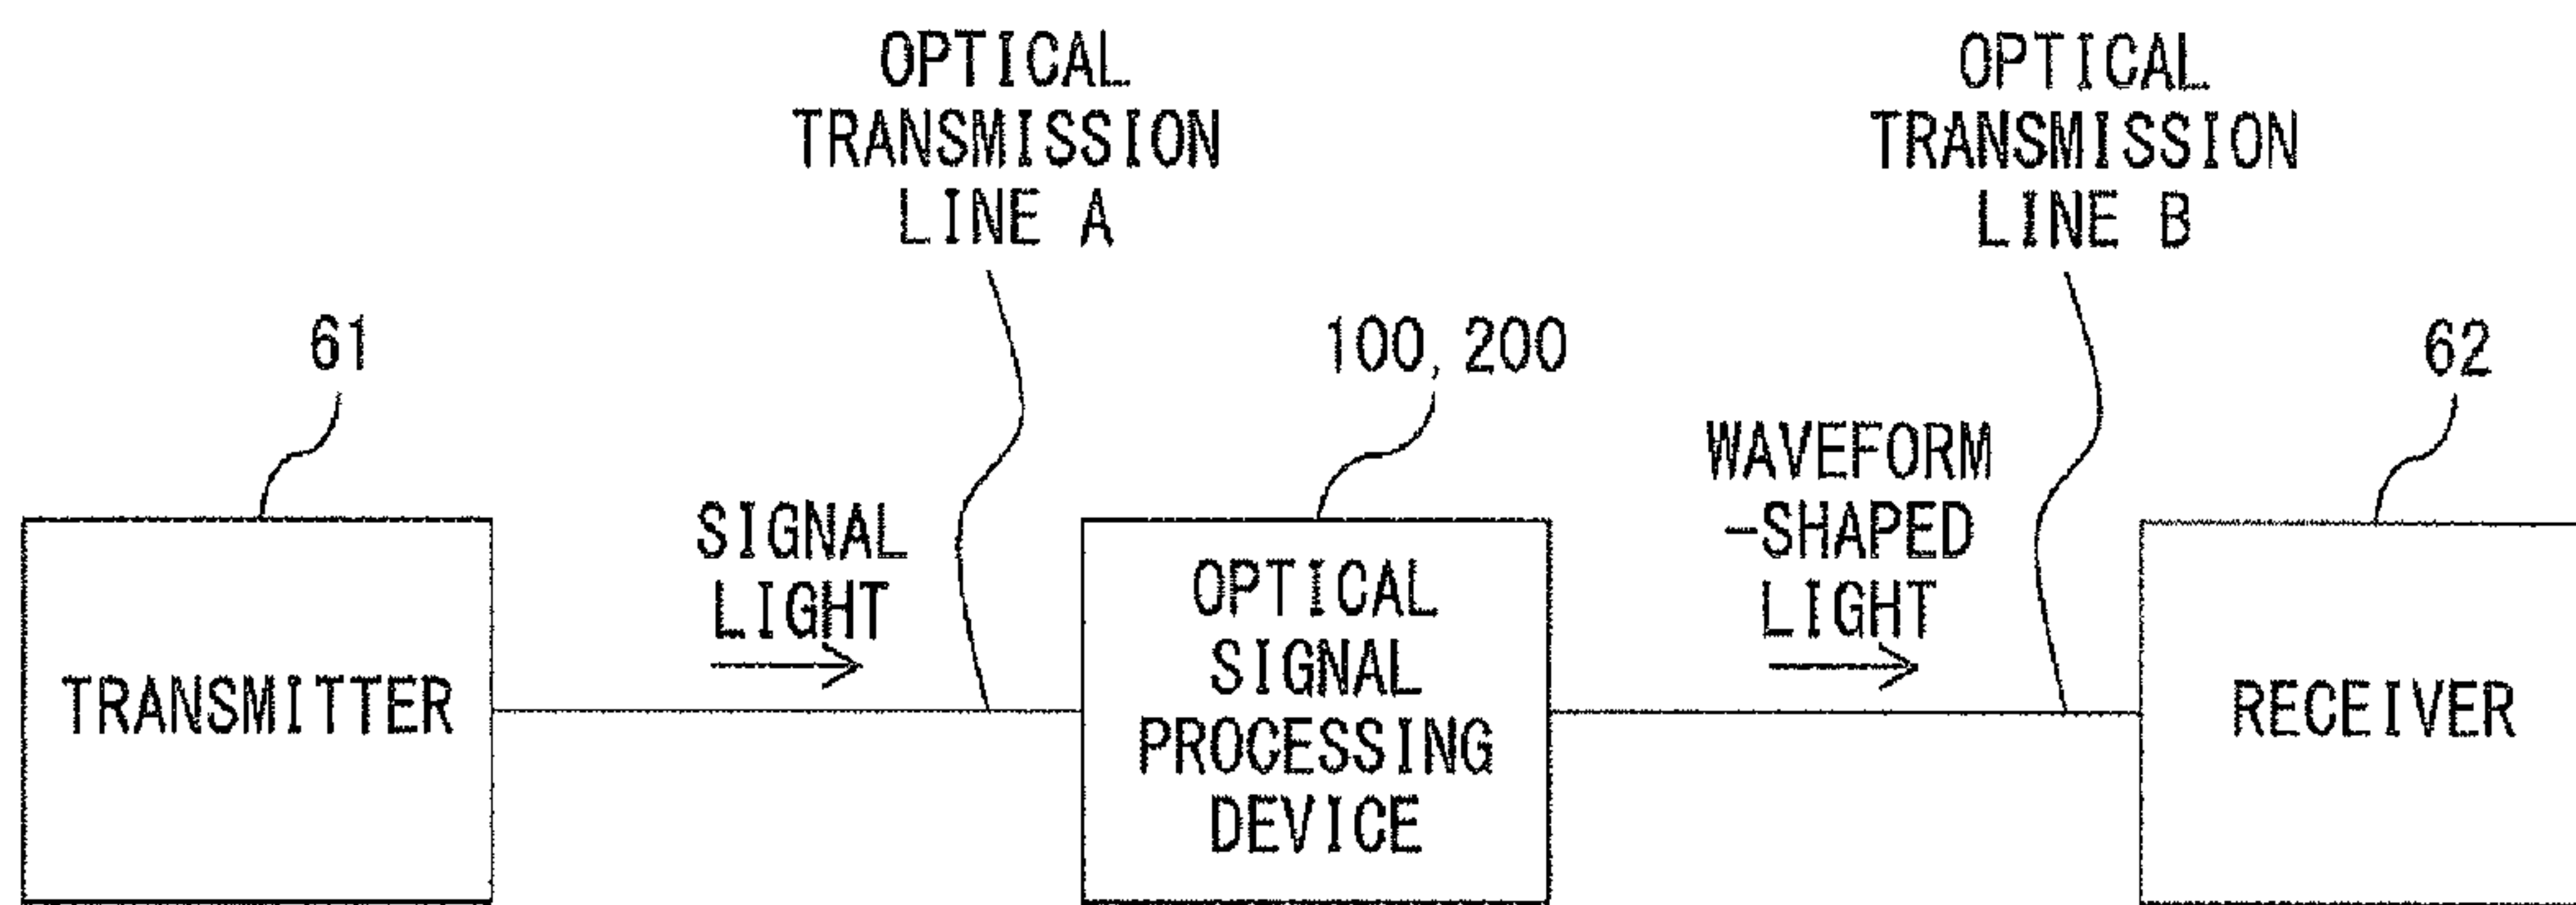 OPTICAL
TRANSMISSION
LINE A
OPTICAL
TRANSMISSION
LINE B
61
100, 200
62
SIGNAL
LIGHT
WAVEFORM
-SHAPED
LIGHT
TRANSMITTER
OPTICAL
SIGNAL
PROCESSING
DEVICE
RECEIVER